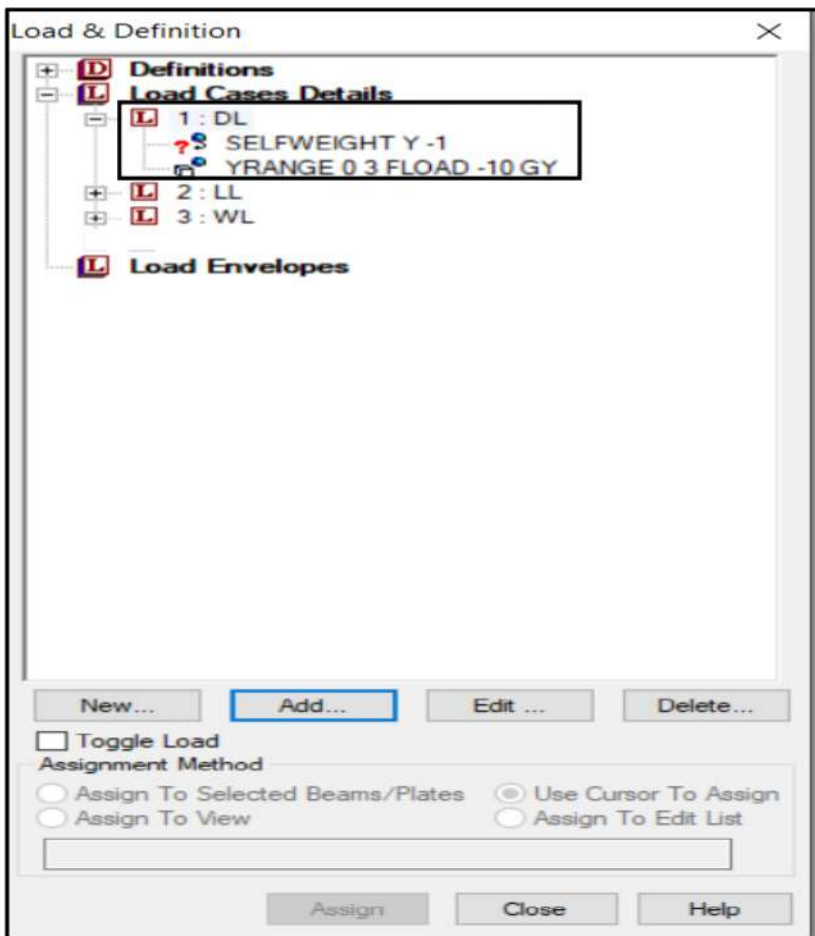 Load & Definition
D Definitions
L Load Cases Details
L 1 : DL
?S SELFWEIGHT Y -1
YRANGE 0 3 FLOAD -10 GY
L 2 : LL
L 3 : WL
L Load Envelopes
New... Add... Edit ... Delete...
Toggle Load
Assignment Method
Assign To Selected Beams/Plates Use Cursor To Assign
Assign To View Assign To Edit List
Assign Close Help